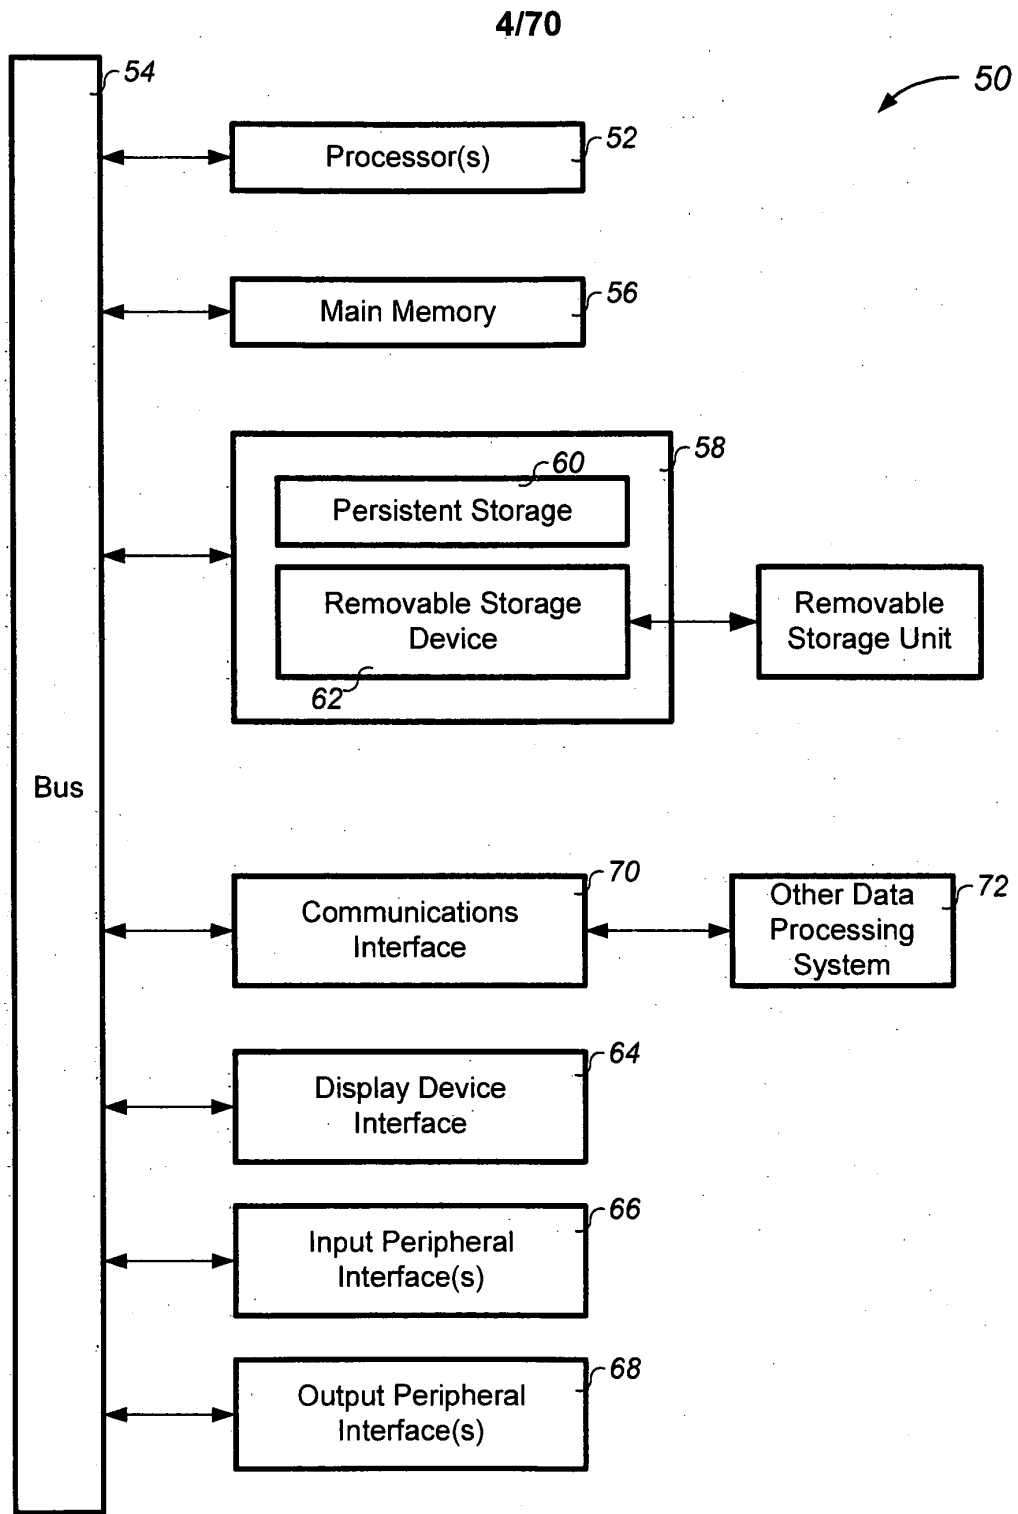 4/70
54
50
52
Processor(s)
56
Main Memory
58
60
Persistent Storage
Removable Storage
Device
62
Removable
Storage Unit
Bus
70
Communications
Interface
72
Other Data
Processing
System
64
Display Device
Interface
66
Input Peripheral
Interface(s)
68
Output Peripheral
Interface(s)